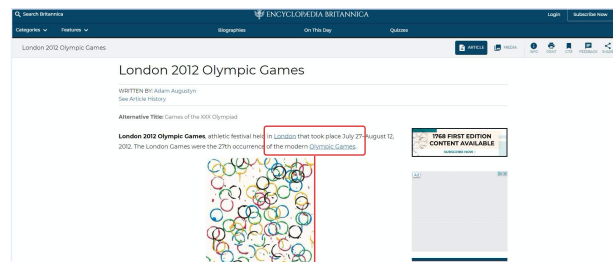 Search Britannica
ENCYCLOPÆDIA BRITANNICA
Login Subscribe Now
Categories Features Biographies On This Day Quizzes
London 2012 Olympic Games
ARTICLE MEDIA INFO PRINT CITE FEEDBACK SHARE
London 2012 Olympic Games
WRITTEN BY: Adam Augustyn
See Article History
Alternative Title: Games of the XXX Olympiad
London 2012 Olympic Games, athletic festival held in London that took place July 27–August 12,
2012. The London Games were the 27th occurrence of the modern Olympic Games.
1768 FIRST EDITION
CONTENT AVAILABLE
SUBSCRIBE NOW
Ad